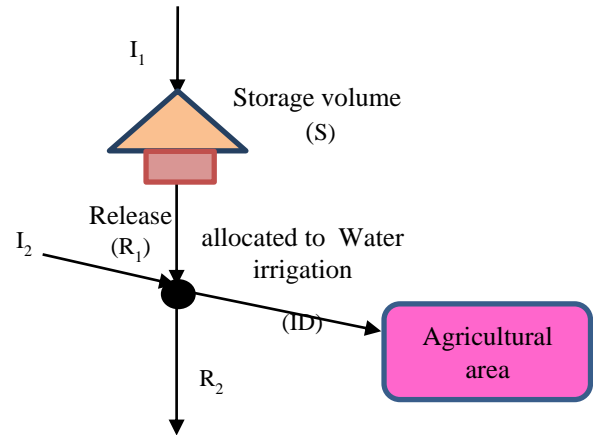 I₁
Storage volume
(S)
Release
(R₁)
I₂
allocated to Water
irrigation
(ID)
Agricultural
area
R₂